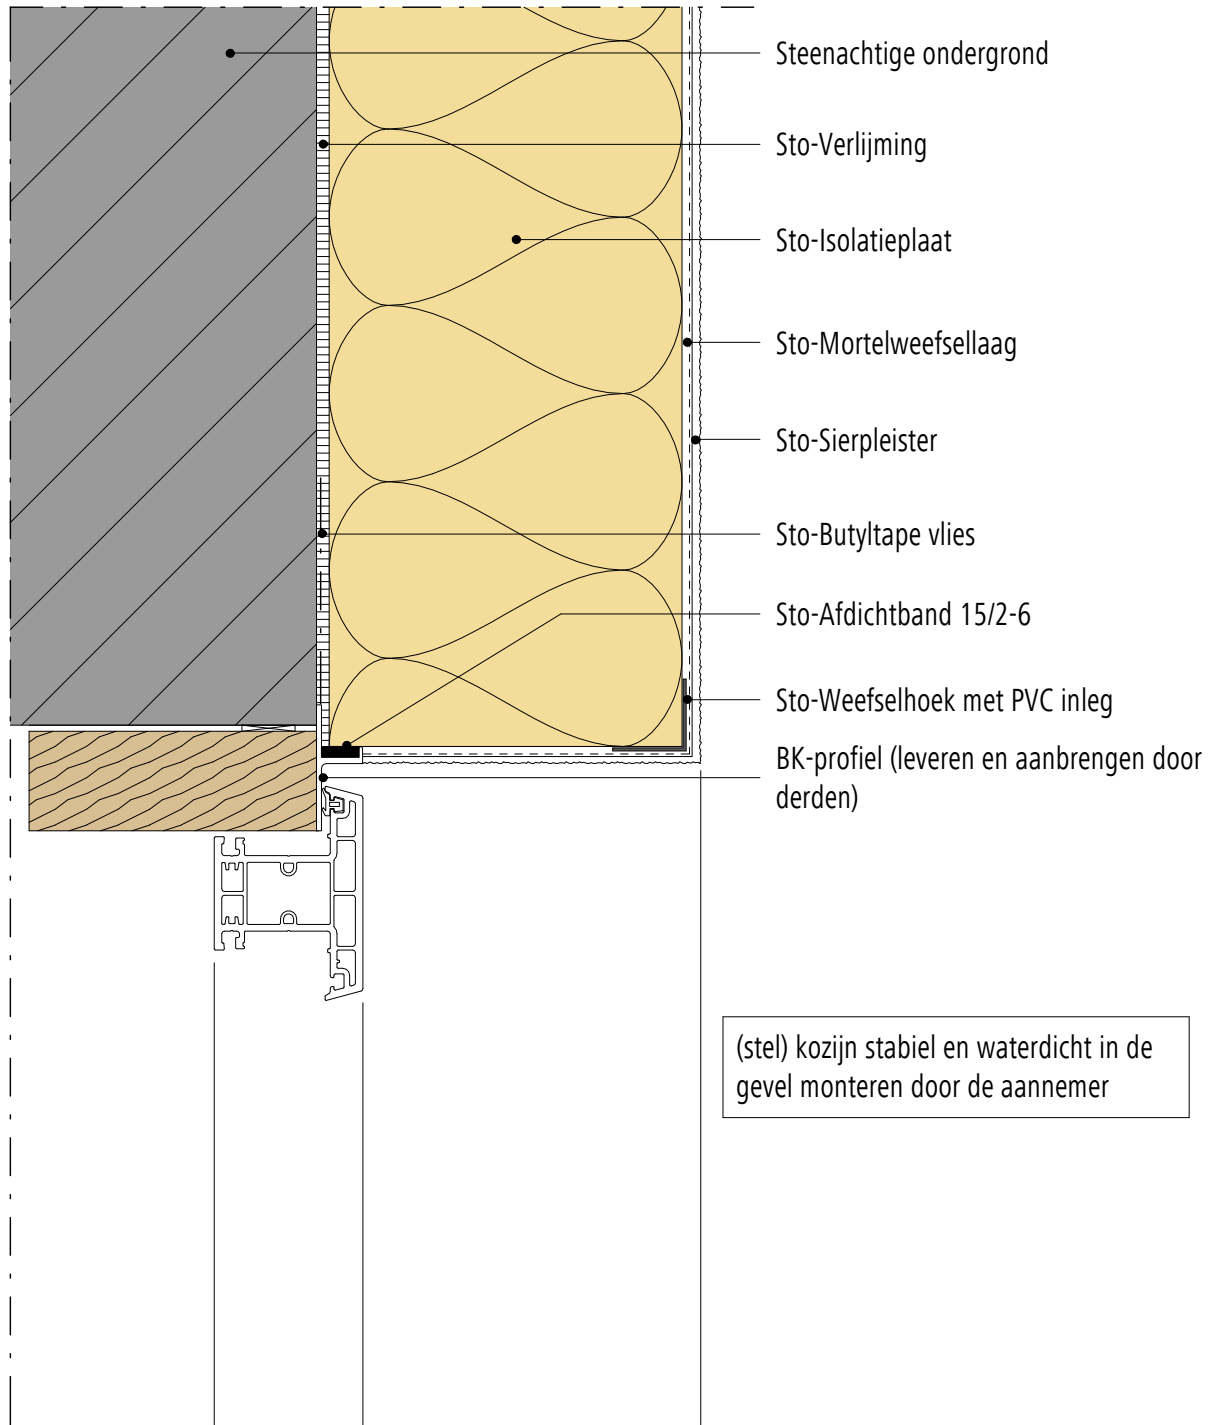 Steenachtige ondergrond
Sto-Verlijming
Sto-Isolatieplaat
Sto-Mortelweefsellaag
Sto-Sierpleister
Sto-Butyltape vlies
Sto-Afdichtband 15/2-6
Sto-Weefselhoek met PVC inleg
BK-profiel (leveren en aanbrengen door
derden)
(stel) kozijn stabiel en waterdicht in de
gevel monteren door de aannemer